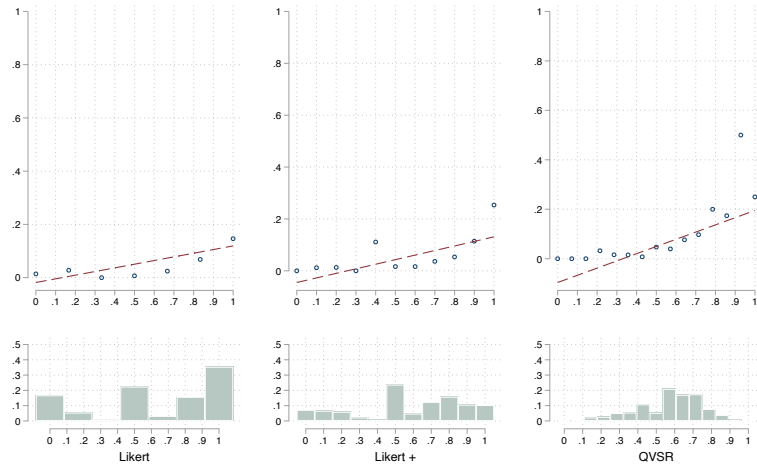 1 1 1
.8 .8 .8
.6 .6 .6
.4 .4 .4
.2 .2 .2
0 0 0
0 .1 .2 .3 .4 .5 .6 .7 .8 .9 1 0 .1 .2 .3 .4 .5 .6 .7 .8 .9 1 0 .1 .2 .3 .4 .5 .6 .7 .8 .9 1
.5 .5 .5
.4 .4 .4
.3 .3 .3
.2 .2 .2
.1 .1 .1
0 0 0
0 .1 .2 .3 .4 .5 .6 .7 .8 .9 1 0 .1 .2 .3 .4 .5 .6 .7 .8 .9 1 0 .1 .2 .3 .4 .5 .6 .7 .8 .9 1
Likert Likert + QVSR